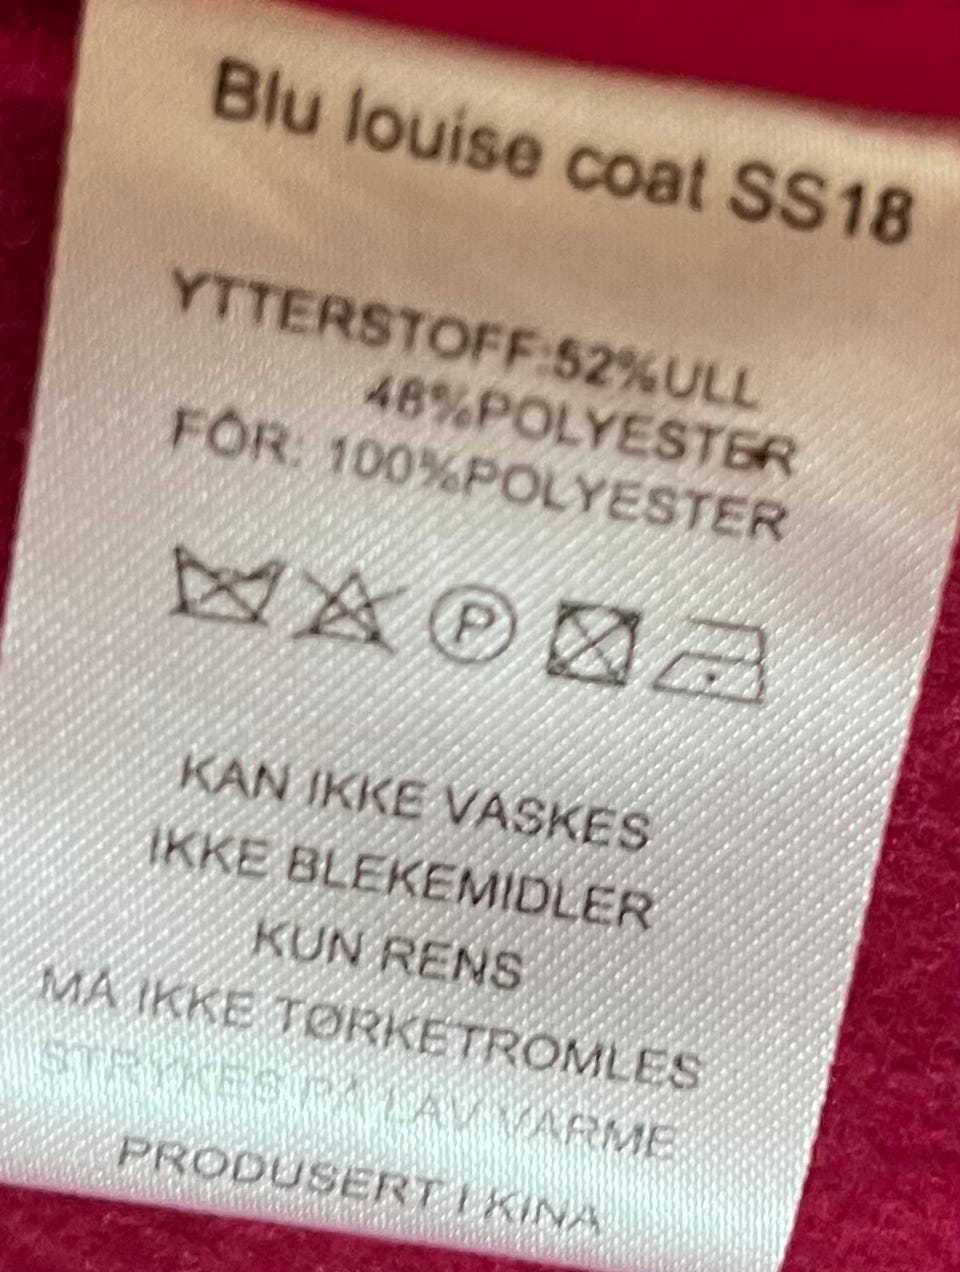 Blu louise coat SS18
YTTERSTOFF:52%ULL
48%POLYESTER
FÔR: 100%POLYESTER
P
KAN IKKE VASKES
IKKE BLEKEMIDLER
KUN RENS
MÅ IKKE TØRKETROMLES
STRYKES PÅ LAV VARME
PRODUSERT I KINA